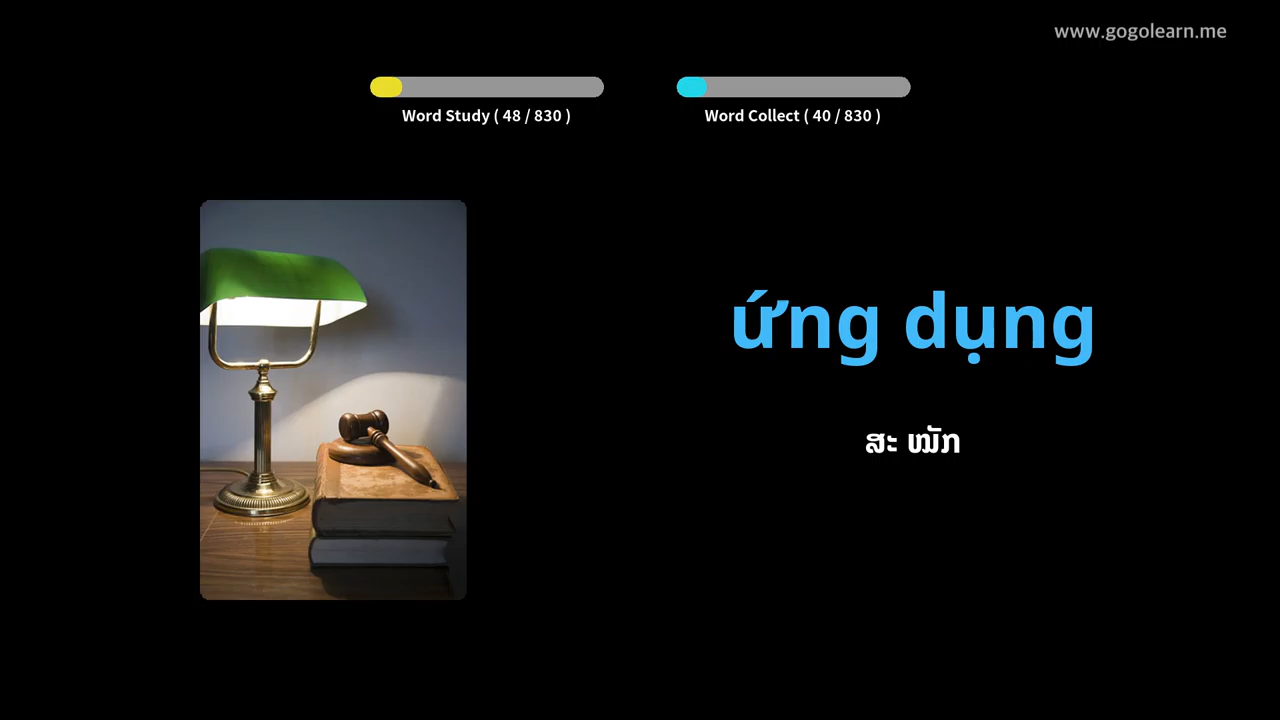 www.gogolearn.me
Word Study ( 48 / 830 )
Word Collect ( 40 / 830 )
ứng dụng
ສະ ໝັກ